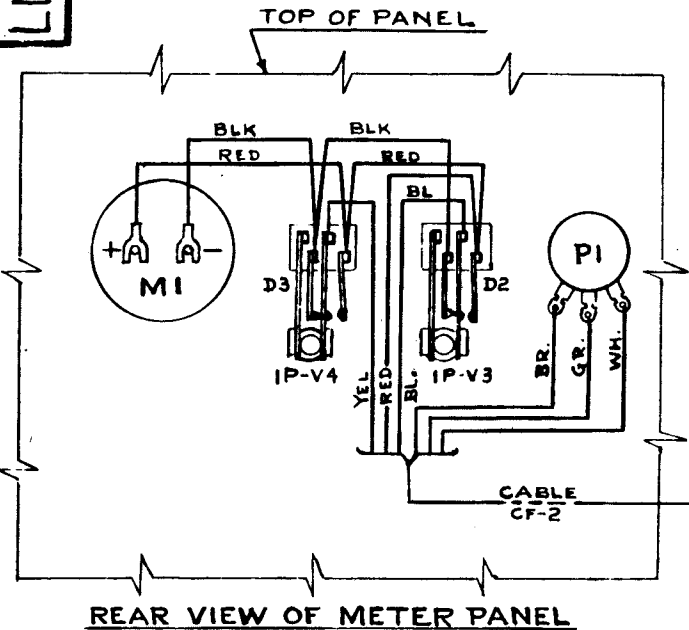 TOP OF PANEL
BLK
BLK
RED
RED
BL
+
−
M1
P1
D3
D2
1P-V4
1P-V3
YEL
RED
BL.
BR.
GR.
WH.
CABLE
CF-2
REAR VIEW OF METER PANEL